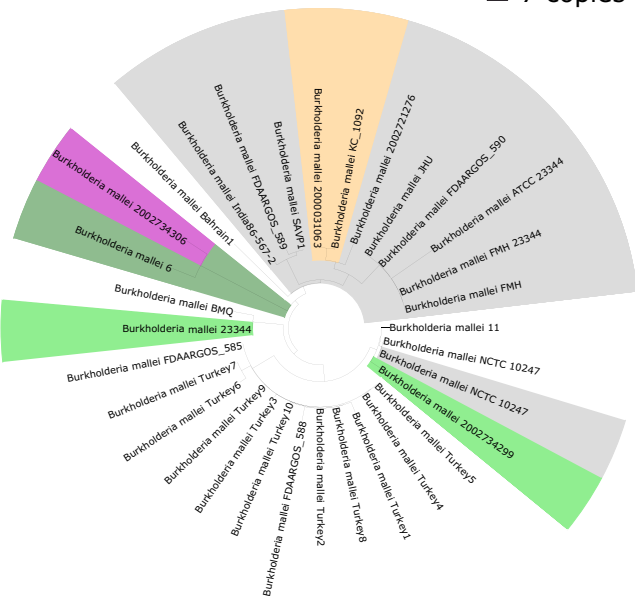 7 copies
Burkholderia mallei India86-567-2
Burkholderia mallei FDAARGOS_589
Burkholderia mallei SAVP1
Burkholderia mallei 2000031063
Burkholderia mallei KC_1092
Burkholderia mallei 2002721276
Burkholderia mallei JHU
Burkholderia mallei FDAARGOS_590
Burkholderia mallei ATCC 23344
Burkholderia mallei FMH 23344
Burkholderia mallei FMH
Burkholderia mallei 11
Burkholderia mallei NCTC 10247
Burkholderia mallei NCTC 10247
Burkholderia mallei 2002734299
Burkholderia mallei Turkey5
Burkholderia mallei Turkey4
Burkholderia mallei Turkey1
Burkholderia mallei Turkey8
Burkholderia mallei Turkey2
Burkholderia mallei FDAARGOS_588
Burkholderia mallei Turkey10
Burkholderia mallei Turkey3
Burkholderia mallei Turkey9
Burkholderia mallei Turkey6
Burkholderia mallei Turkey7
Burkholderia mallei FDAARGOS_585
Burkholderia mallei 23344
Burkholderia mallei BMQ
Burkholderia mallei 6
Burkholderia mallei 2002734306
Burkholderia mallei Bahrain1